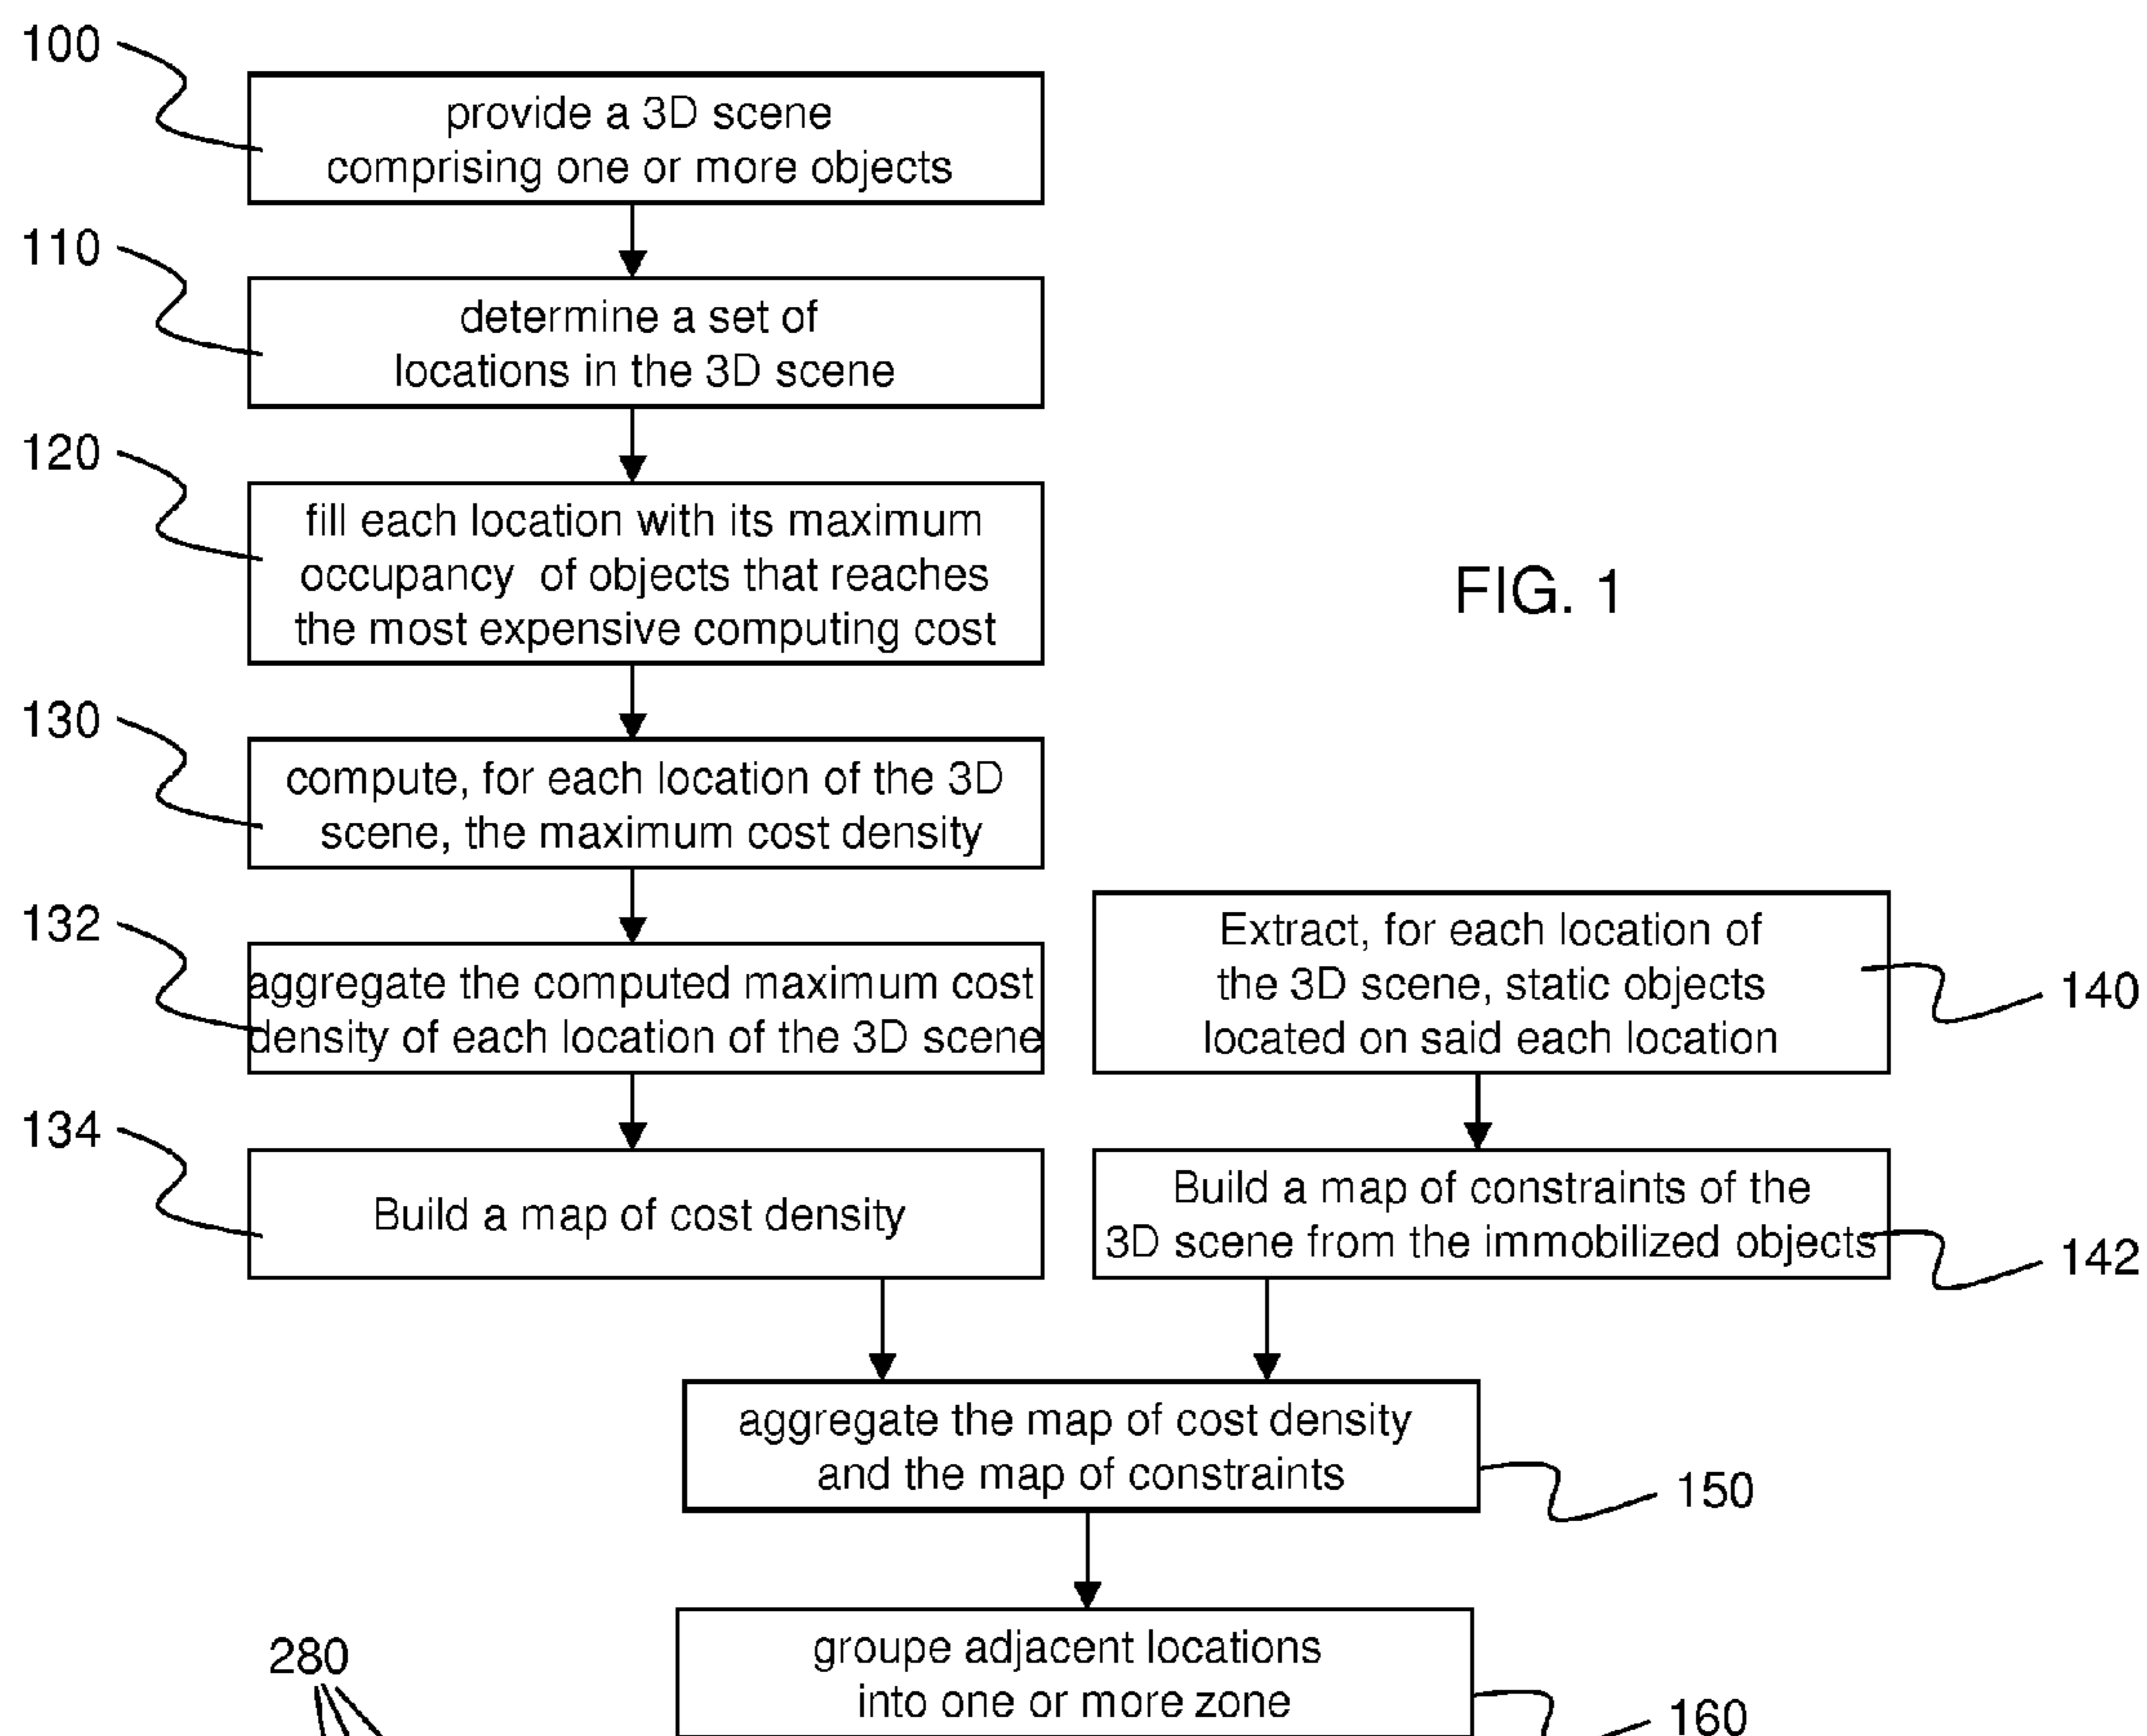 100
provide a 3D scene
comprising one or more objects
110
determine a set of
locations in the 3D scene
120
fill each location with its maximum
occupancy of objects that reaches
the most expensive computing cost
FIG. 1
130
compute, for each location of the 3D
scene, the maximum cost density
132
aggregate the computed maximum cost
density of each location of the 3D scene
Extract, for each location of
the 3D scene, static objects
located on said each location
140
134
Build a map of cost density
Build a map of constraints of the
3D scene from the immobilized objects
142
aggregate the map of cost density
and the map of constraints
150
groupe adjacent locations
into one or more zone
160
280